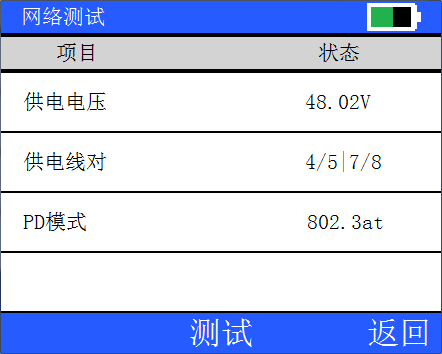 网络测试
项目 状态
供电电压 48.02V
供电线对 4/5|7/8
PD模式 802.3at
测试 返回